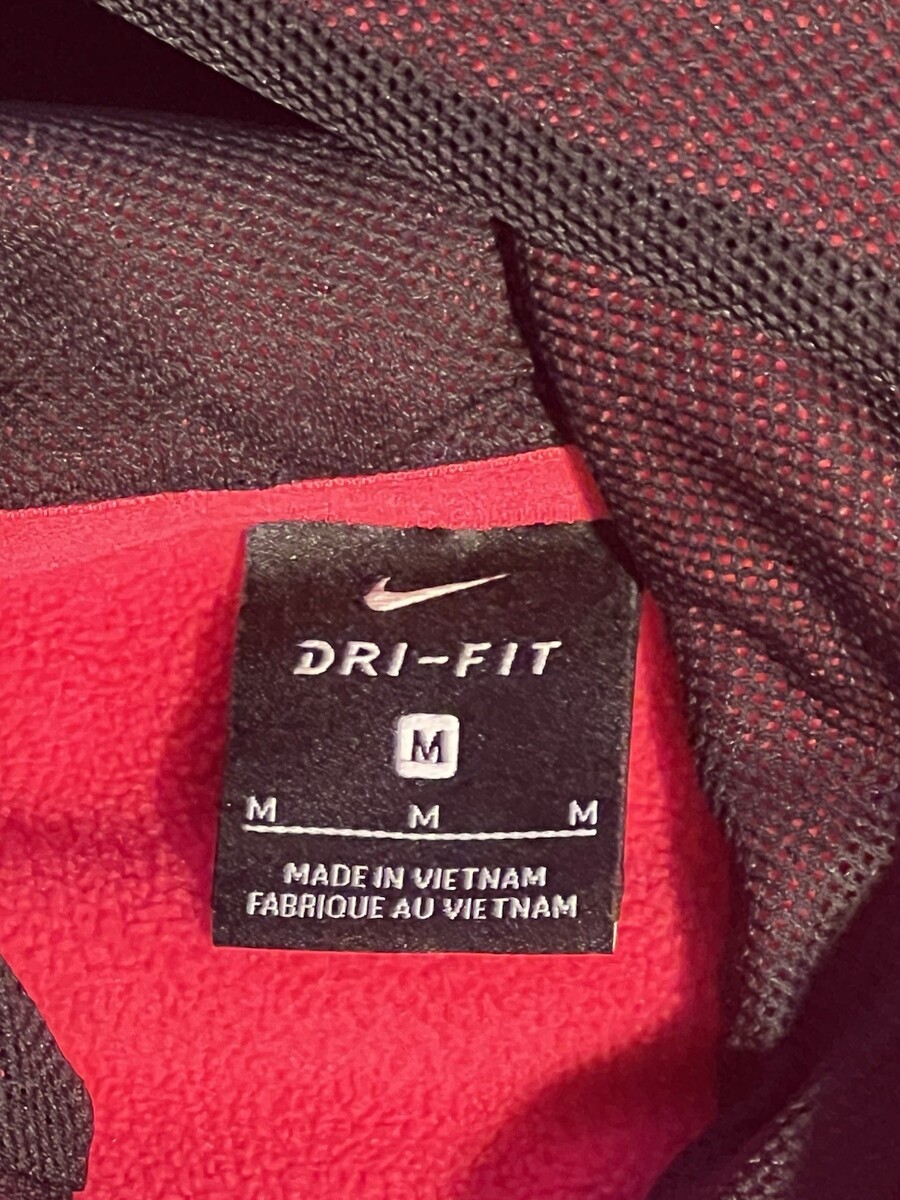 DRI-FIT
M
M M M
MADE IN VIETNAM
FABRIQUE AU VIETNAM